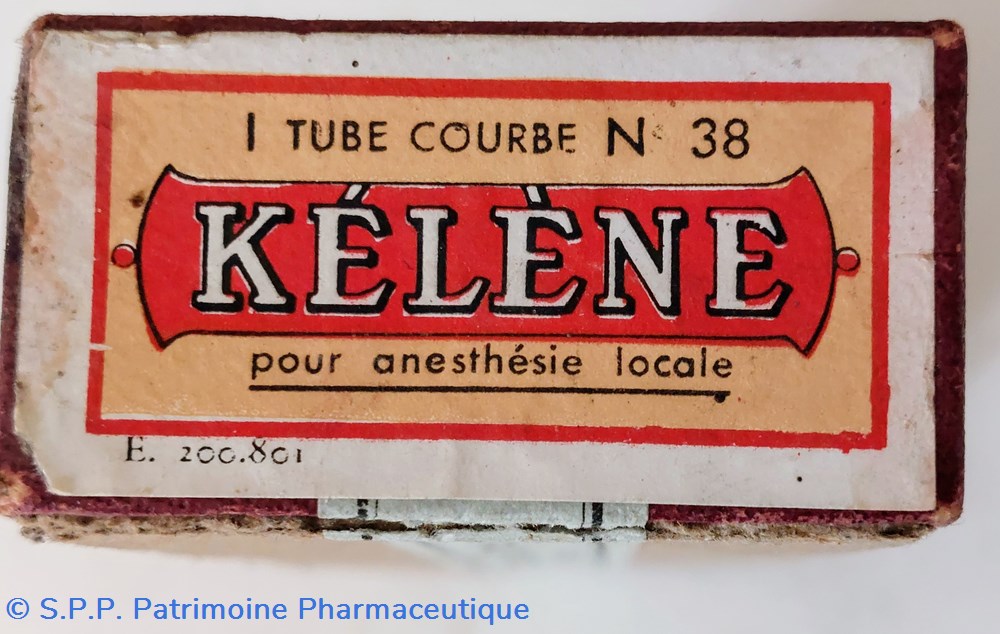 1 TUBE COURBE N° 38
KÉLÈNE
pour anesthésie locale
E. 200.801
© S.P.P. Patrimoine Pharmaceutique